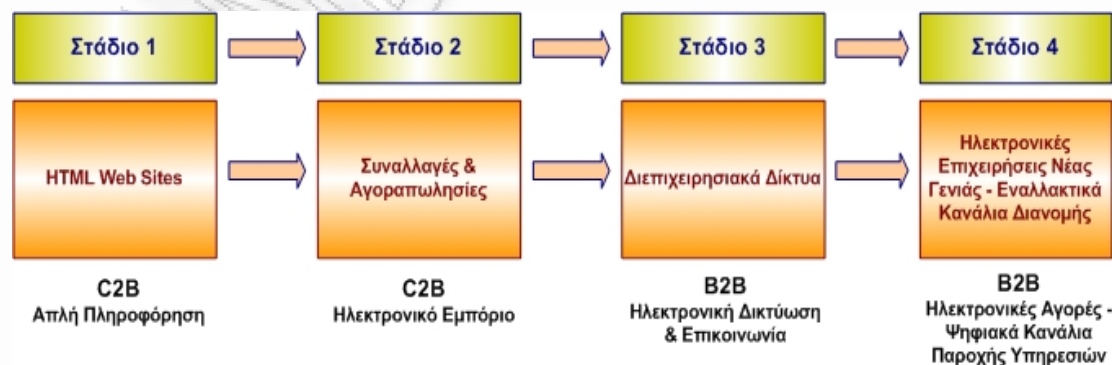 Στάδιο 1
Στάδιο 2
Στάδιο 3
Στάδιο 4
HTML Web Sites
Συναλλαγές &
Αγοραπωλησίες
Διεπιχειρησιακά Δίκτυα
Ηλεκτρονικές
Επιχειρήσεις Νέας
Γενιάς - Εναλλακτικά
Κανάλια Διανομής
C2B
Απλή Πληροφόρηση
C2B
Ηλεκτρονικό Εμπόριο
B2B
Ηλεκτρονική Δικτύωση
& Επικοινωνία
B2B
Ηλεκτρονικές Αγορές -
Ψηφιακά Κανάλια
Παροχής Υπηρεσιών